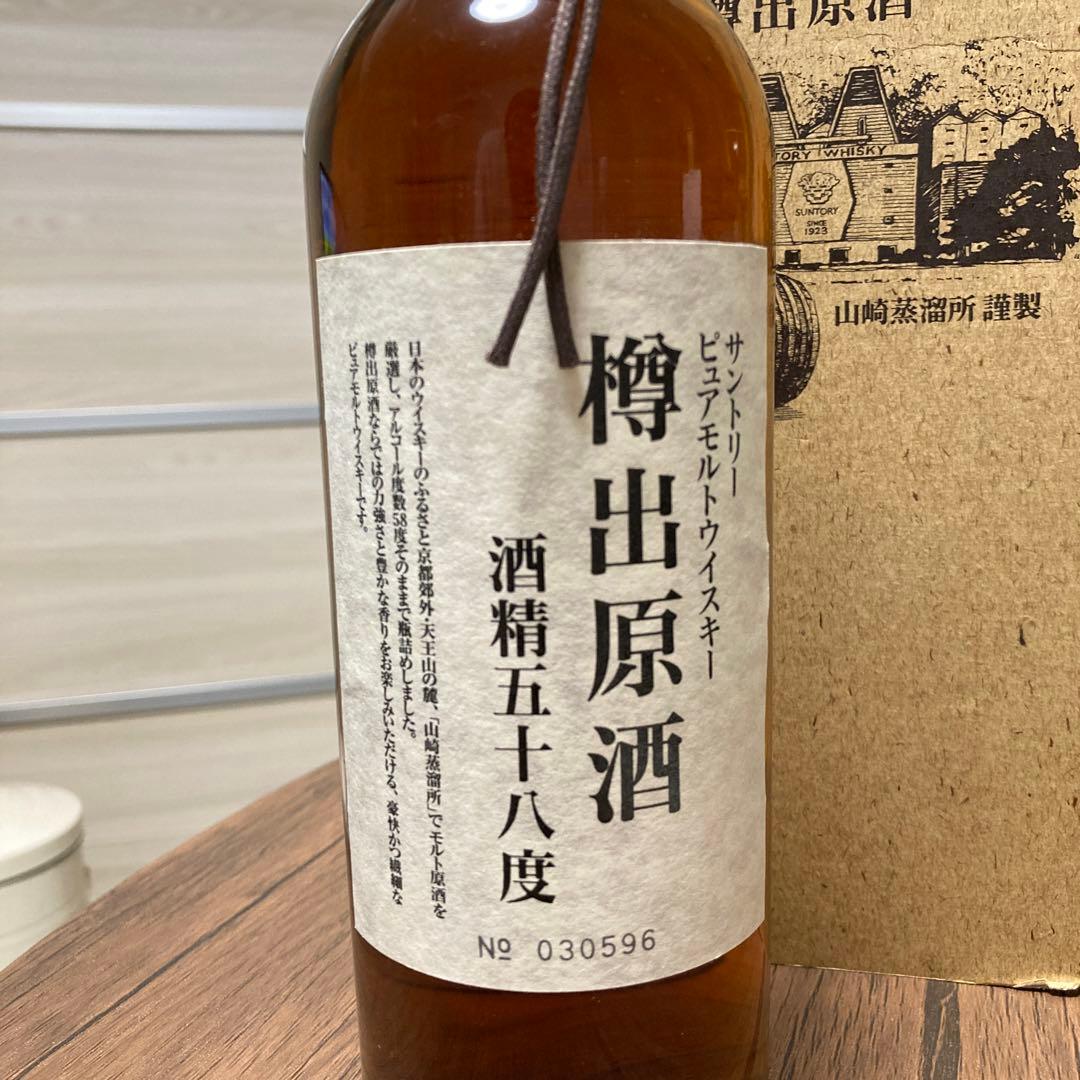 サントリー
ピュアモルトウイスキー
樽出原酒
酒精五十八度
日本のウイスキーのふるさと京都郊外・天王山の麓、「山崎蒸溜所」でモルト原酒を
厳選し、アルコール度数58度そのままで瓶詰めしました。
樽出原酒ならではの力強さと豊かな香りをお楽しみいただける、豪快かつ繊細な
ピュアモルトウイスキーです。
№ 030596
樽出原酒
TORY WHISKY
SUNTORY
SINCE
1923
山崎蒸溜所 謹製